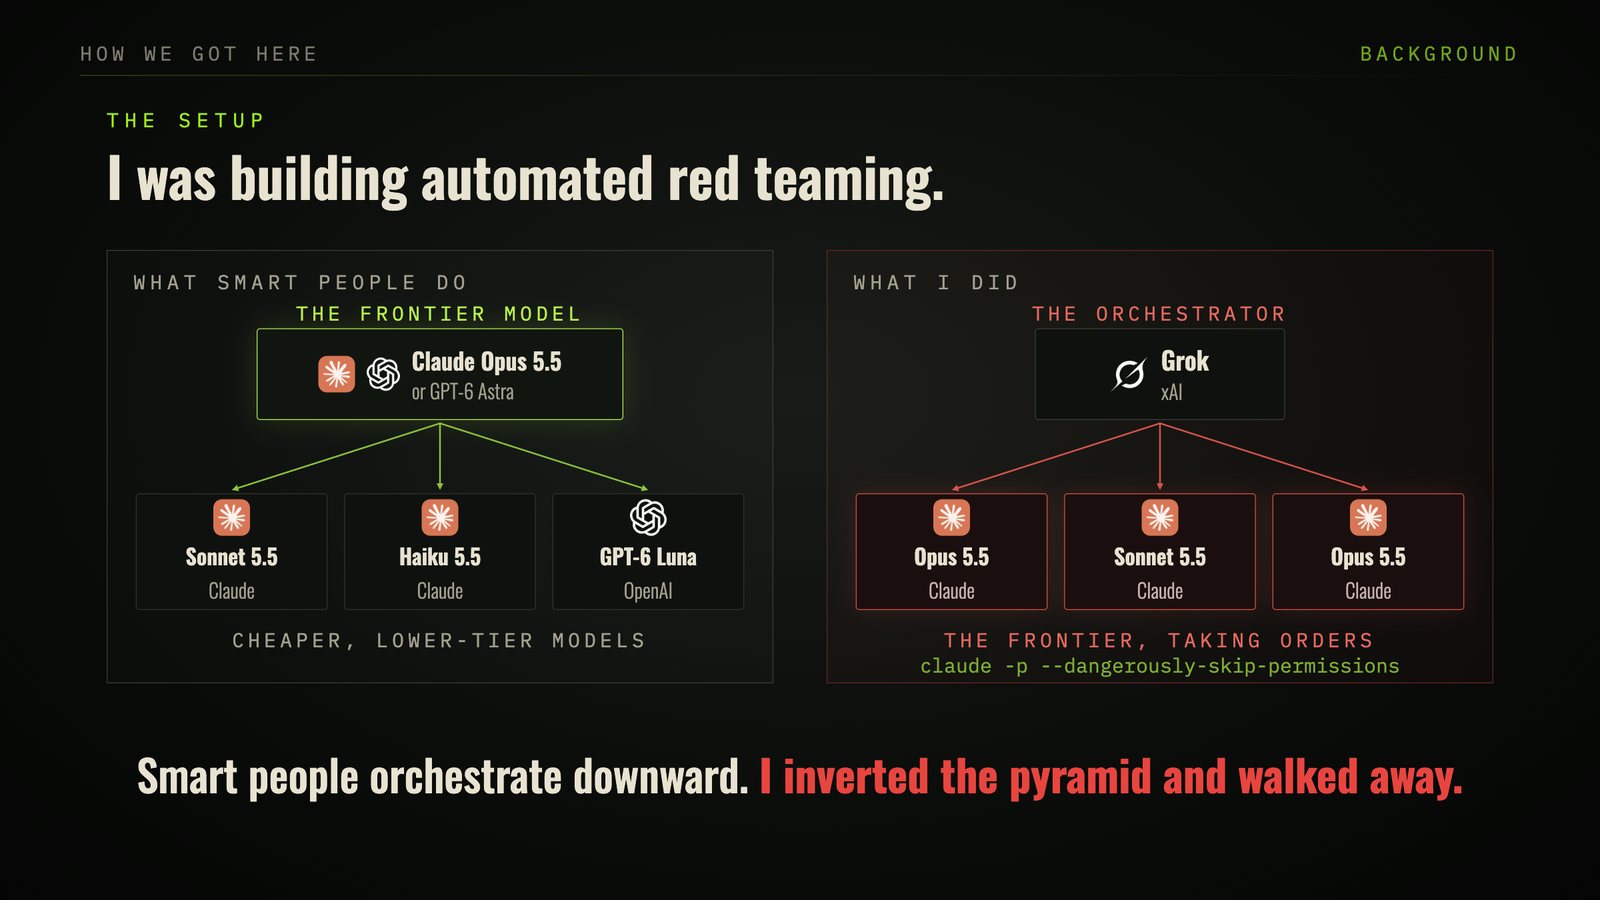 HOW WE GOT HERE
BACKGROUND
THE SETUP
I was building automated red teaming.
WHAT SMART PEOPLE DO
THE FRONTIER MODEL
Claude Opus 5.5
or GPT-6 Astra
Sonnet 5.5
Claude
Haiku 5.5
Claude
GPT-6 Luna
OpenAI
CHEAPER, LOWER-TIER MODELS
WHAT I DID
THE ORCHESTRATOR
Grok
xAI
Opus 5.5
Claude
Sonnet 5.5
Claude
Opus 5.5
Claude
THE FRONTIER, TAKING ORDERS
claude -p --dangerously-skip-permissions
Smart people orchestrate downward. I inverted the pyramid and walked away.